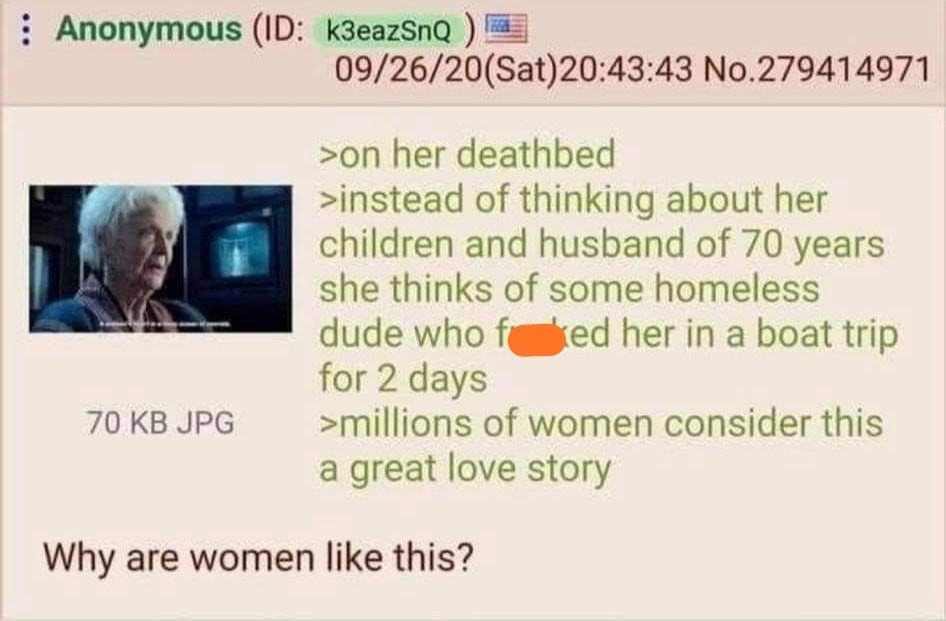 Anonymous (ID: k3eazSnQ )
09/26/20(Sat)20:43:43 No.279414971
>on her deathbed
>instead of thinking about her
children and husband of 70 years
she thinks of some homeless
dude who f ked her in a boat trip
for 2 days
70 KB JPG
>millions of women consider this
a great love story
Why are women like this?